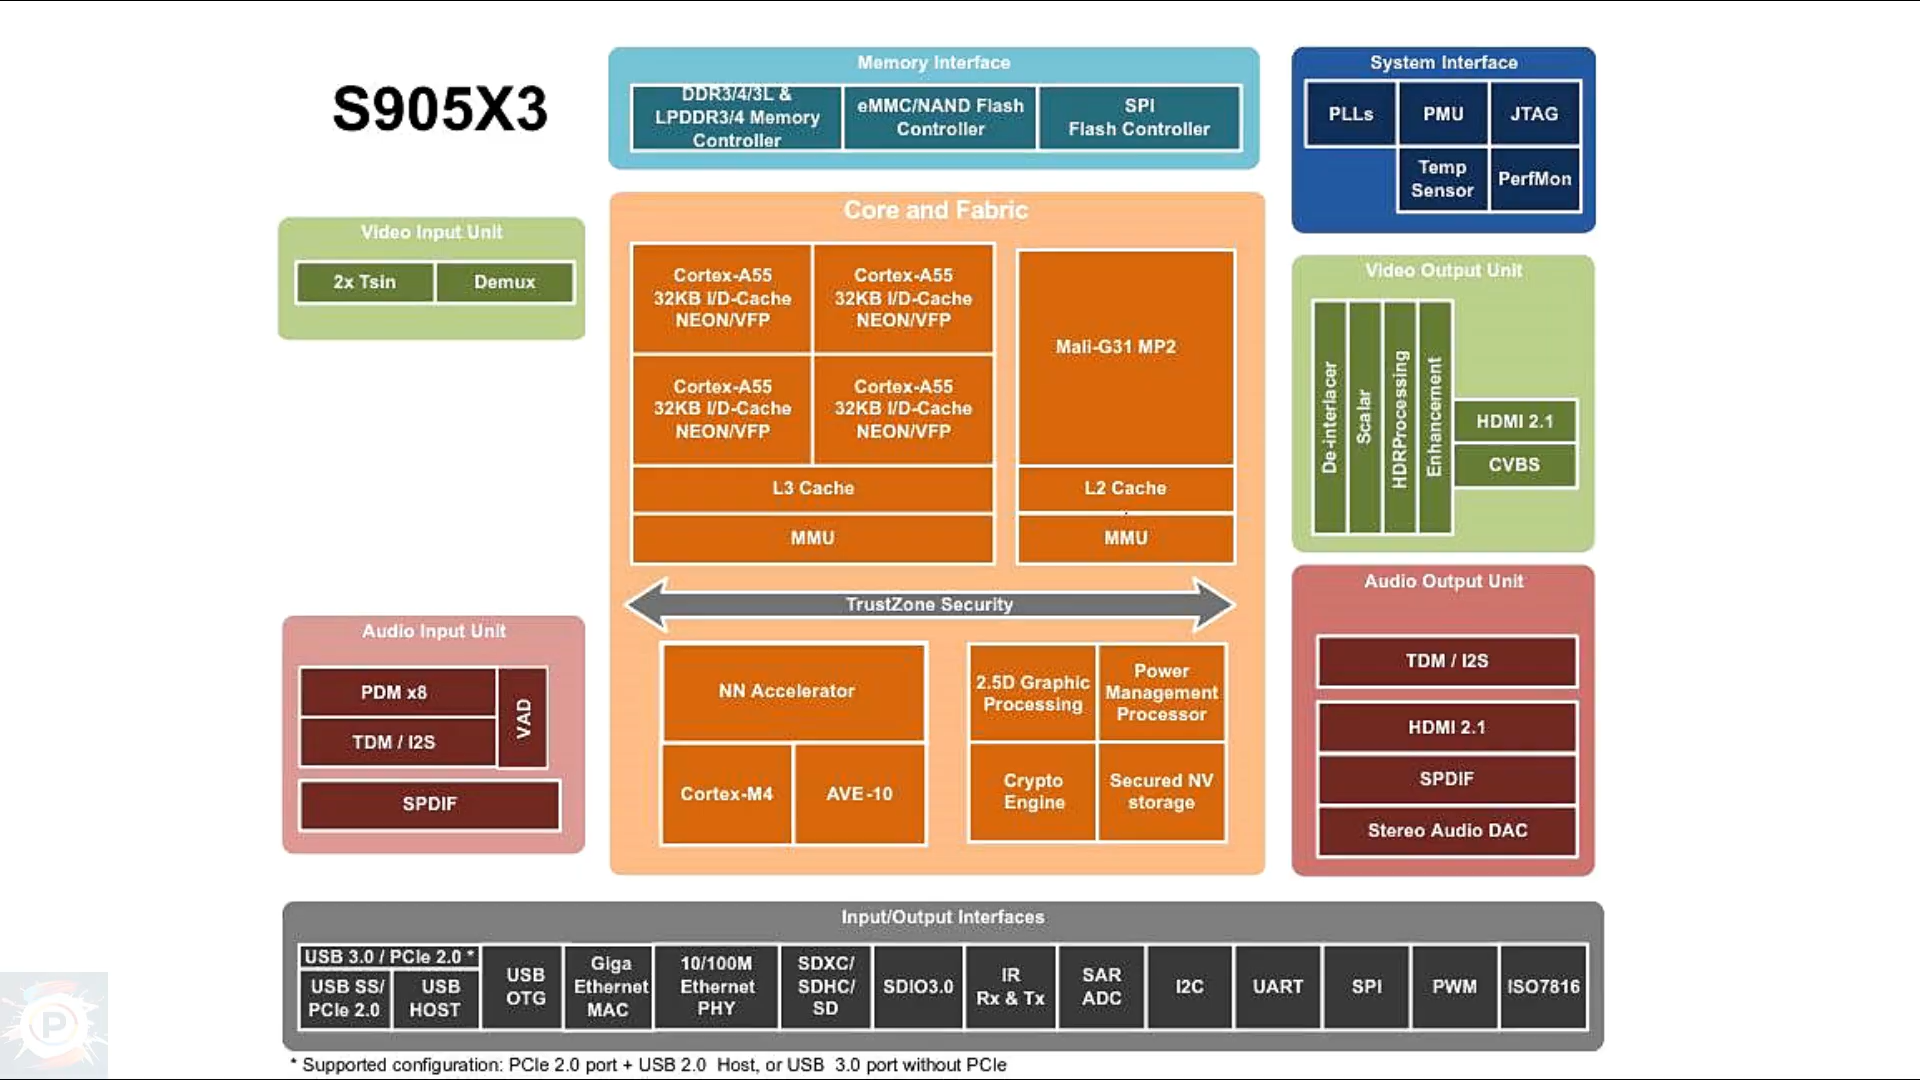 S905X3
Memory Interface
DDR3/4/3L &
LPDDR3/4 Memory
Controller
eMMC/NAND Flash
Controller
SPI
Flash Controller
System Interface
PLLs
PMU
JTAG
Temp
Sensor
PerfMon
Video Input Unit
2x Tsin
Demux
Core and Fabric
Cortex-A55
32KB I/D-Cache
NEON/VFP
Cortex-A55
32KB I/D-Cache
NEON/VFP
Cortex-A55
32KB I/D-Cache
NEON/VFP
Cortex-A55
32KB I/D-Cache
NEON/VFP
L3 Cache
MMU
Mali-G31 MP2
L2 Cache
MMU
TrustZone Security
NN Accelerator
Cortex-M4
AVE-10
2.5D Graphic
Processing
Power
Management
Processor
Crypto
Engine
Secured NV
storage
Video Output Unit
De-interlacer
Scalar
HDRProcessing
Enhancement
HDMI 2.1
CVBS
Audio Input Unit
PDM x8
TDM / I2S
VAD
SPDIF
Audio Output Unit
TDM / I2S
HDMI 2.1
SPDIF
Stereo Audio DAC
Input/Output Interfaces
USB 3.0 / PCIe 2.0 *
USB SS/
PCIe 2.0
USB
HOST
USB
OTG
Giga
Ethernet
MAC
10/100M
Ethernet
PHY
SDXC/
SDHC/
SD
SDIO3.0
IR
Rx & Tx
SAR
ADC
I2C
UART
SPI
PWM
ISO7816
* Supported configuration: PCIe 2.0 port + USB 2.0 Host, or USB 3.0 port without PCIe
P